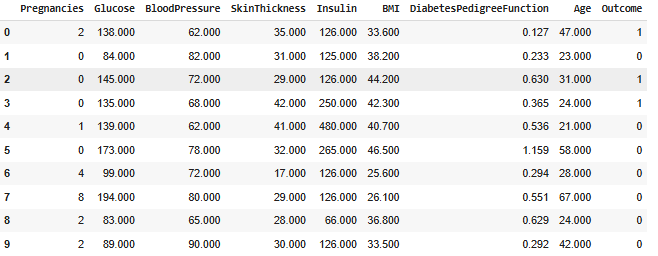 Pregnancies Glucose BloodPressure SkinThickness Insulin BMI DiabetesPedigreeFunction Age Outcome
0 2 138.000 62.000 35.000 126.000 33.600 0.127 47.000 1
1 0 84.000 82.000 31.000 125.000 38.200 0.233 23.000 0
2 0 145.000 72.000 29.000 126.000 44.200 0.630 31.000 1
3 0 135.000 68.000 42.000 250.000 42.300 0.365 24.000 1
4 1 139.000 62.000 41.000 480.000 40.700 0.536 21.000 0
5 0 173.000 78.000 32.000 265.000 46.500 1.159 58.000 0
6 4 99.000 72.000 17.000 126.000 25.600 0.294 28.000 0
7 8 194.000 80.000 29.000 126.000 26.100 0.551 67.000 0
8 2 83.000 65.000 28.000 66.000 36.800 0.629 24.000 0
9 2 89.000 90.000 30.000 126.000 33.500 0.292 42.000 0